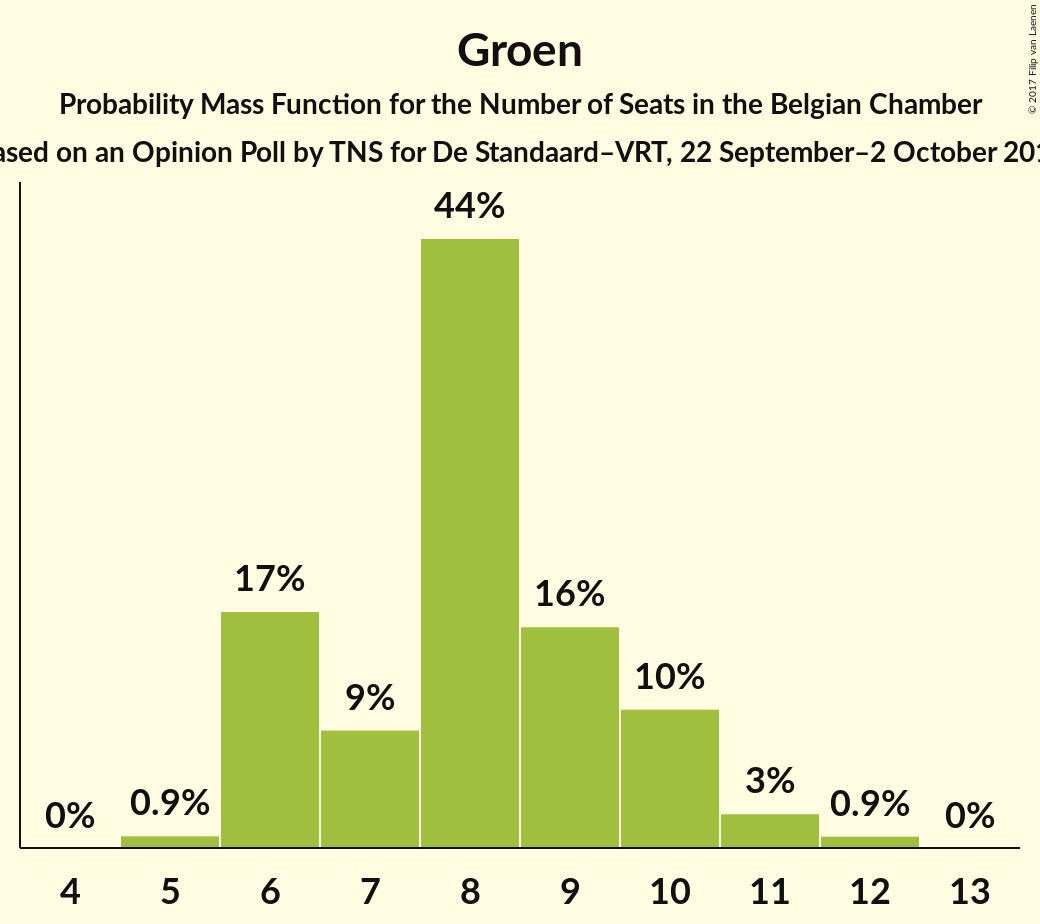 Groen
Probability Mass Function for the Number of Seats in the Belgian Chamber
ased on an Opinion Poll by TNS for De Standaard–VRT, 22 September–2 October 201
© 2017 Filip van Laenen
44%
17%
16%
9%
10%
3%
0%
0.9%
0.9%
0%
4 5 6 7 8 9 10 11 12 13